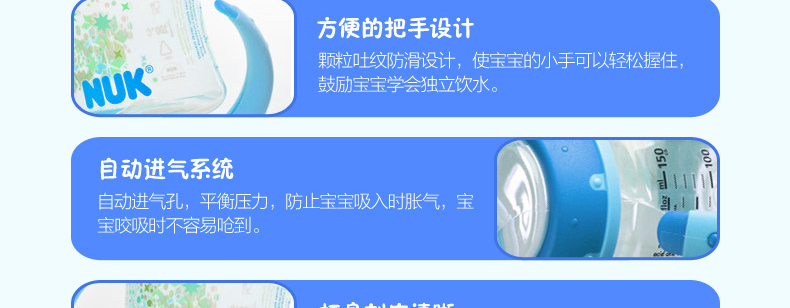 NUK®
方便的把手设计
颗粒吐纹防滑设计，使宝宝的小手可以轻松握住，
鼓励宝宝学会独立饮水。
自动进气系统
自动进气孔，平衡压力，防止宝宝吸入时胀气，宝
宝咬吸时不容易呛到。
ml 150
100
floz